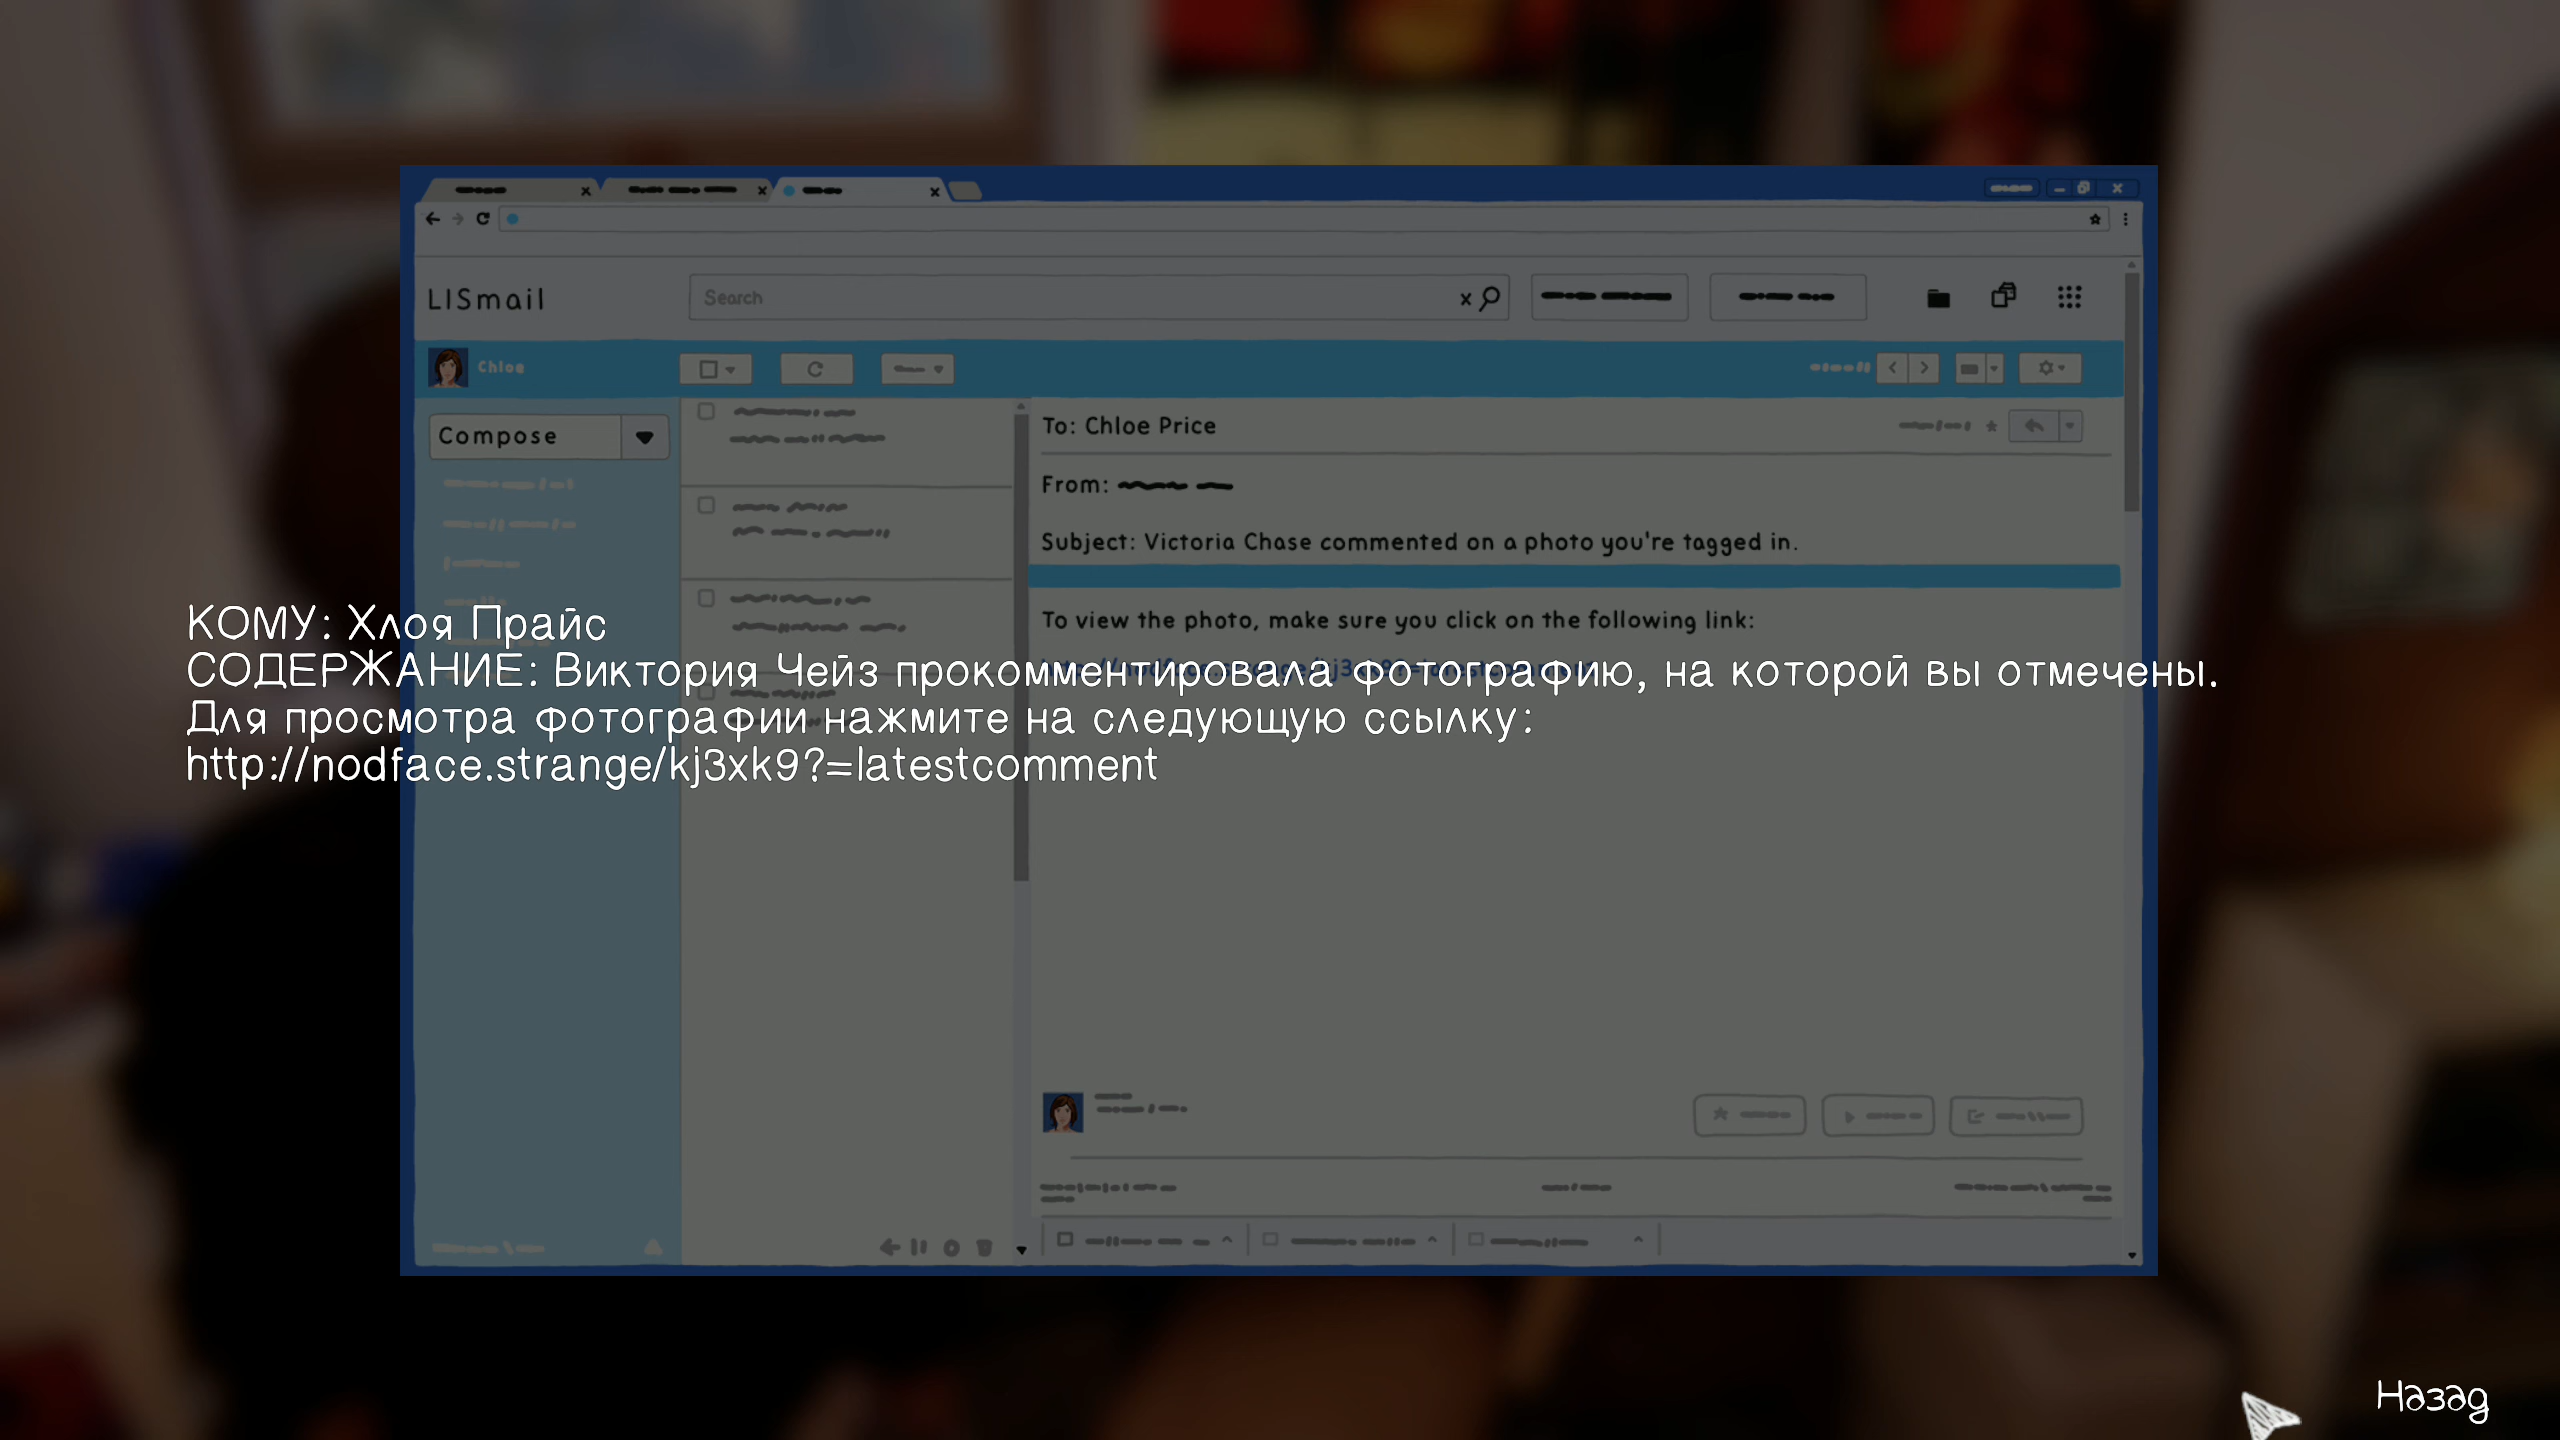 LISmail
Search
Chloe
Compose
To: Chloe Price
From:
Subject: Victoria Chase commented on a photo you're tagged in.
To view the photo, make sure you click on the following link:
КОМУ: Хлоя Прайс
СОДЕРЖАНИЕ: Виктория Чейз прокомментировала фотографию, на которой вы отмечены.
Для просмотра фотографии нажмите на следующую ссылку:
http://nodface.strange/kj3xk9?=latestcomment
Назад